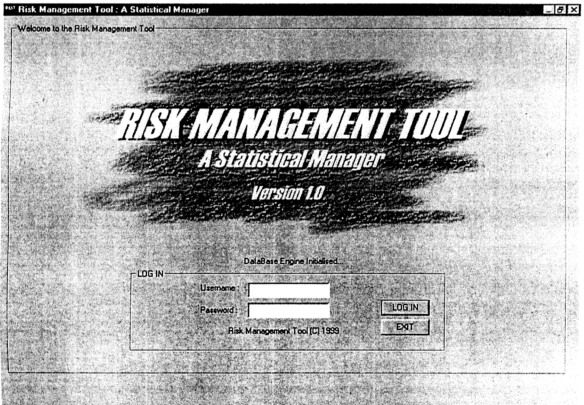 Risk Management Tool : A Statistical Manager
Welcome to the Risk Management Tool
RISK MANAGEMENT TOOL
A Statistical Manager
Version 1.0
DataBase Engine Initialised...
LOG IN
Username :
Password :
LOG IN
Risk Management Tool (C) 1999
EXIT